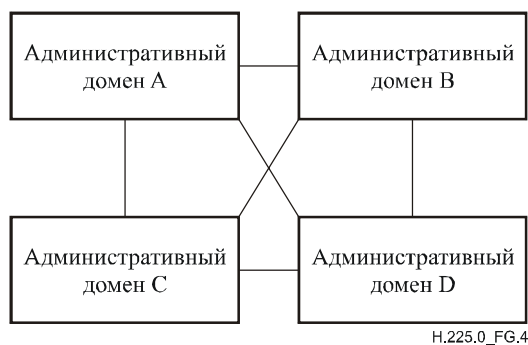 Административный
домен A
Административный
домен B
Административный
домен C
Административный
домен D
H.225.0_FG.4